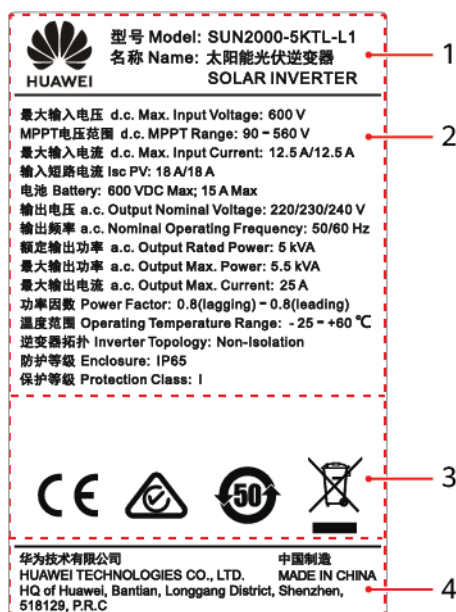 HUAWEI
型号 Model: SUN2000-5KTL-L1
名称 Name: 太阳能光伏逆变器
SOLAR INVERTER
1
最大输入电压 d.c. Max. Input Voltage: 600 V
MPPT电压范围 d.c. MPPT Range: 90 - 560 V
2
最大输入电流 d.c. Max. Input Current: 12.5 A/12.5 A
输入短路电流 Isc PV: 18 A/18 A
电池 Battery: 600 VDC Max; 15 A Max
输出电压 a.c. Output Nominal Voltage: 220/230/240 V
输出频率 a.c. Nominal Operating Frequency: 50/60 Hz
额定输出功率 a.c. Output Rated Power: 5 kVA
最大输出功率 a.c. Output Max. Power: 5.5 kVA
最大输出电流 a.c. Output Max. Current: 25 A
功率因数 Power Factor: 0.8(lagging) - 0.8(leading)
温度范围 Operating Temperature Range: - 25 - +60 ℃
逆变器拓扑 Inverter Topology: Non-Isolation
防护等级 Enclosure: IP65
保护等级 Protection Class: I
CE
50
3
华为技术有限公司 中国制造
HUAWEI TECHNOLOGIES CO., LTD. MADE IN CHINA
HQ of Huawei, Bantian, Longgang District, Shenzhen,
518129, P.R.C
4